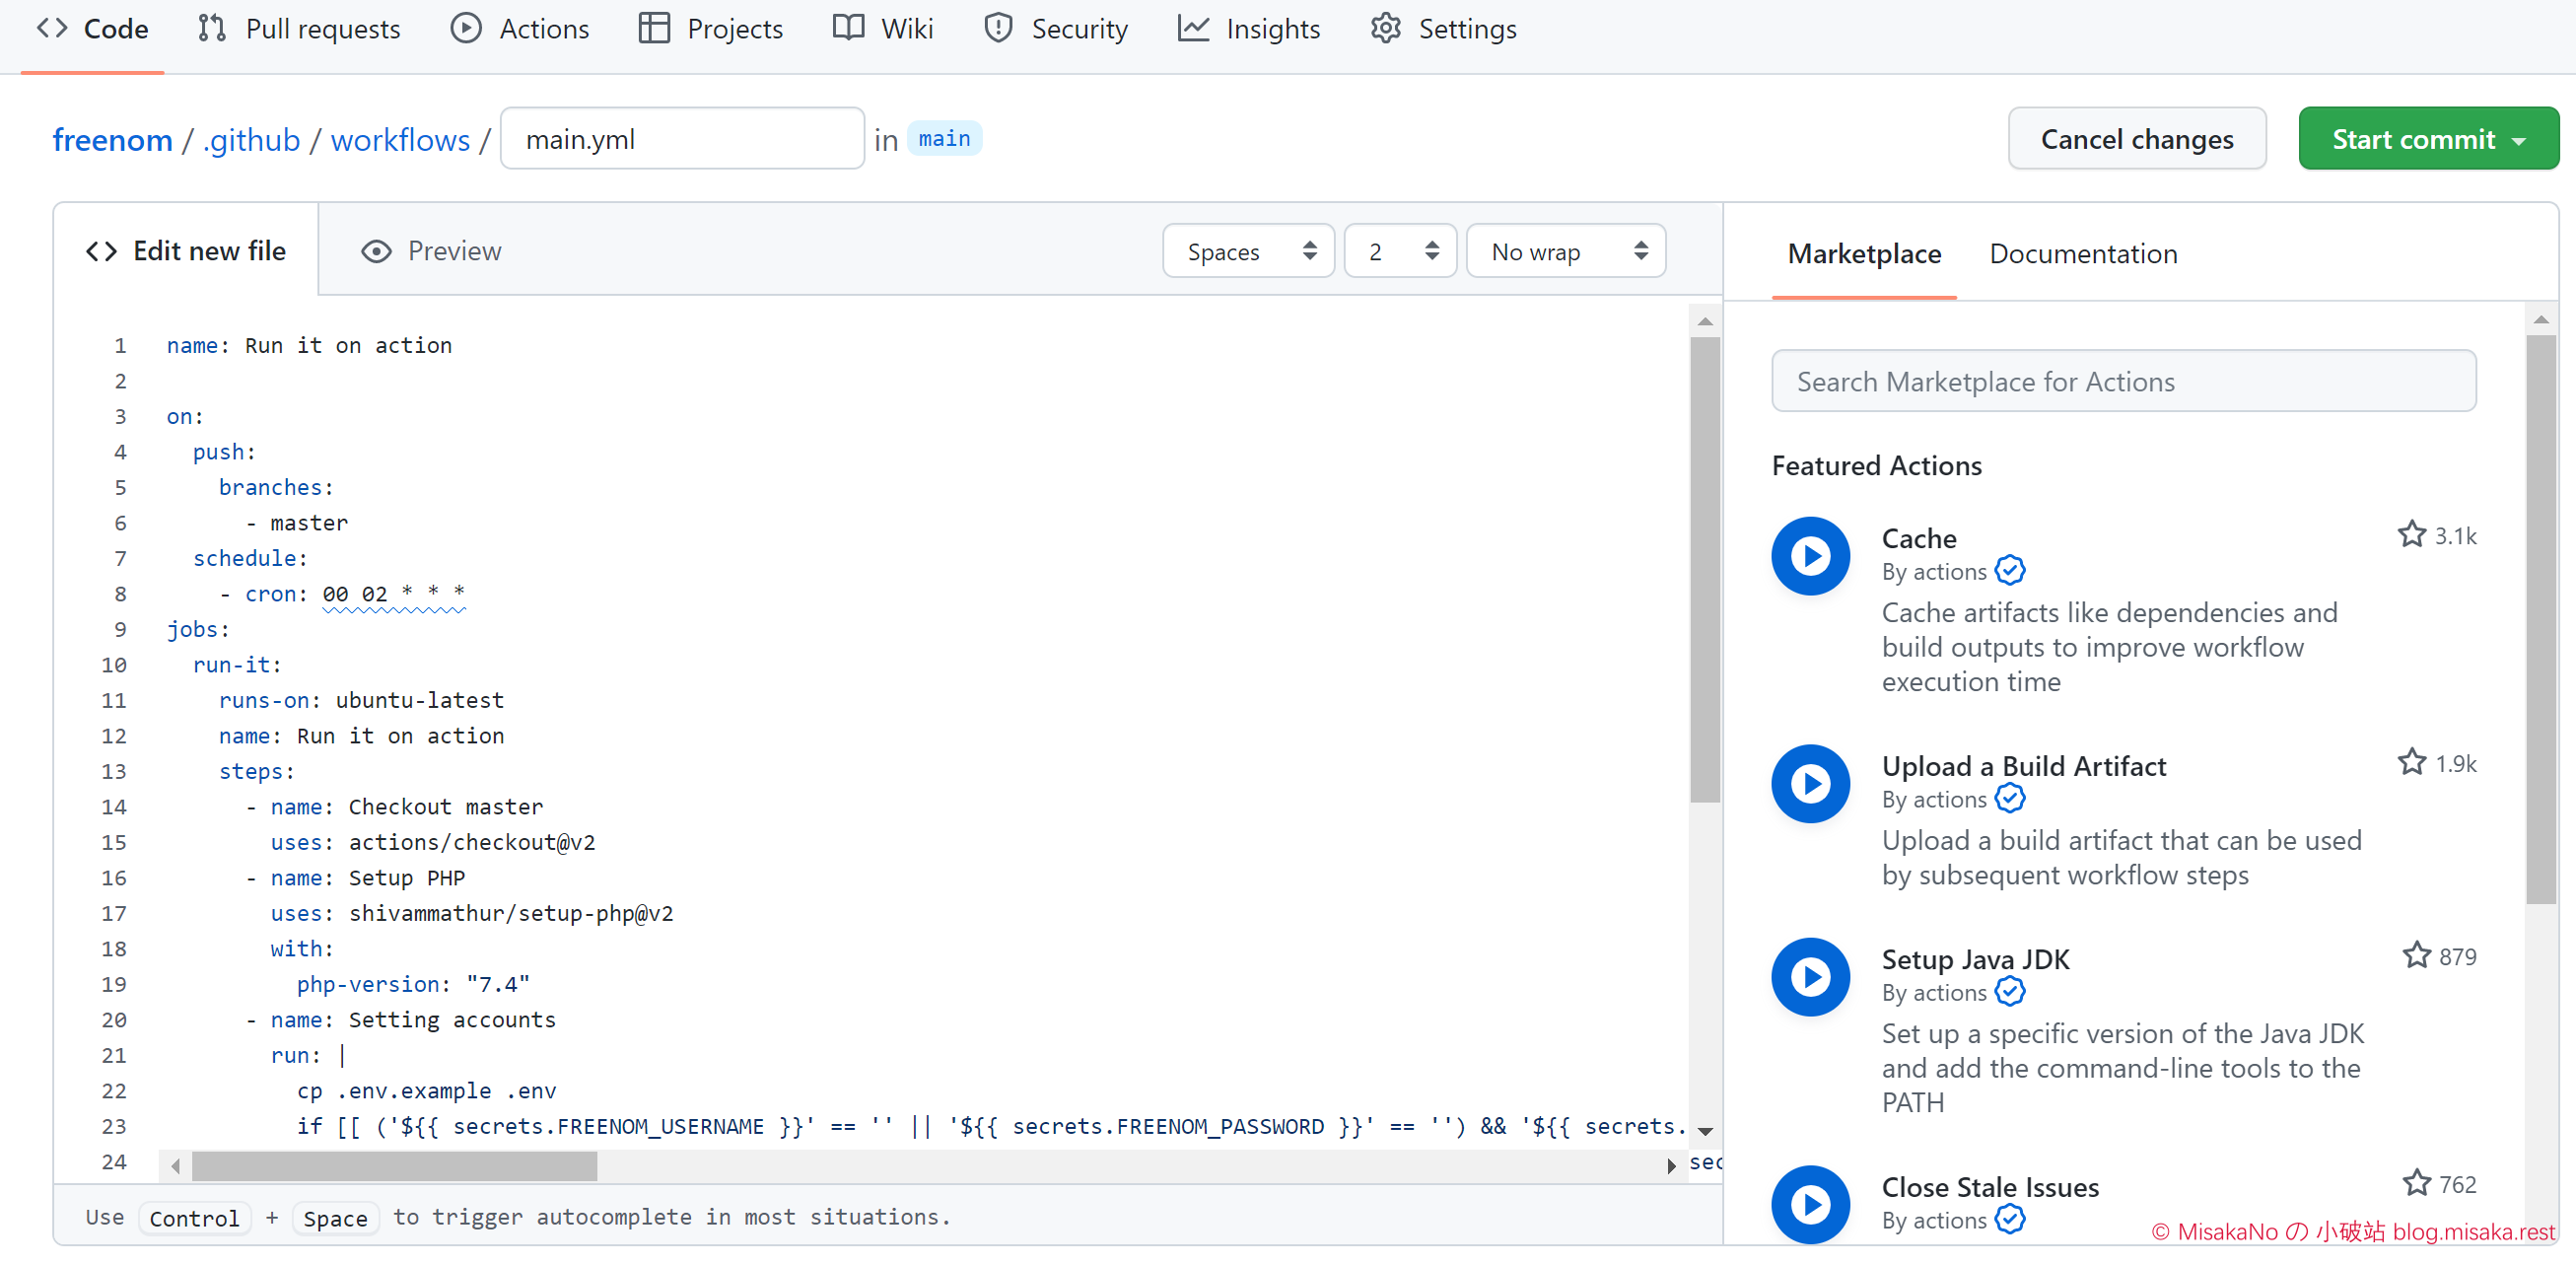 Code Pull requests Actions Projects Wiki Security Insights Settings
freenom / .github / workflows / main.yml in main Cancel changes Start commit
Edit new file Preview Spaces 2 No wrap
Marketplace Documentation
1 name: Run it on action
2
3 on:
4 push:
5 branches:
6 - master
7 schedule:
8 - cron: 00 02 * * *
9 jobs:
10 run-it:
11 runs-on: ubuntu-latest
12 name: Run it on action
13 steps:
14 - name: Checkout master
15 uses: actions/checkout@v2
16 - name: Setup PHP
17 uses: shivammathur/setup-php@v2
18 with:
19 php-version: "7.4"
20 - name: Setting accounts
21 run: |
22 cp .env.example .env
23 if [[ ('${{ secrets.FREENOM_USERNAME }}' == '' || '${{ secrets.FREENOM_PASSWORD }}' == '') && '${{ secrets.
24 sec
Use Control + Space to trigger autocomplete in most situations.
Search Marketplace for Actions
Featured Actions
Cache 3.1k
By actions
Cache artifacts like dependencies and
build outputs to improve workflow
execution time
Upload a Build Artifact 1.9k
By actions
Upload a build artifact that can be used
by subsequent workflow steps
Setup Java JDK 879
By actions
Set up a specific version of the Java JDK
and add the command-line tools to the
PATH
Close Stale Issues 762
By actions
© MisakaNo の 小破站 blog.misaka.rest